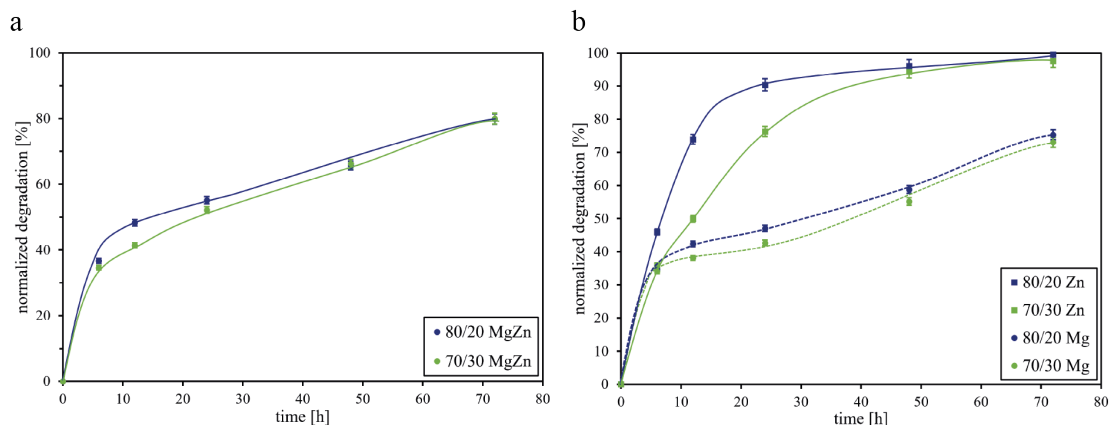 a
normalized degradation [%]
100
80
60
40
20
0
0 10 20 30 40 50 60 70 80
time [h]
80/20 MgZn
70/30 MgZn
b
normalized degradation [%]
100
90
80
70
60
50
40
30
20
10
0
0 10 20 30 40 50 60 70 80
time [h]
80/20 Zn
70/30 Zn
80/20 Mg
70/30 Mg